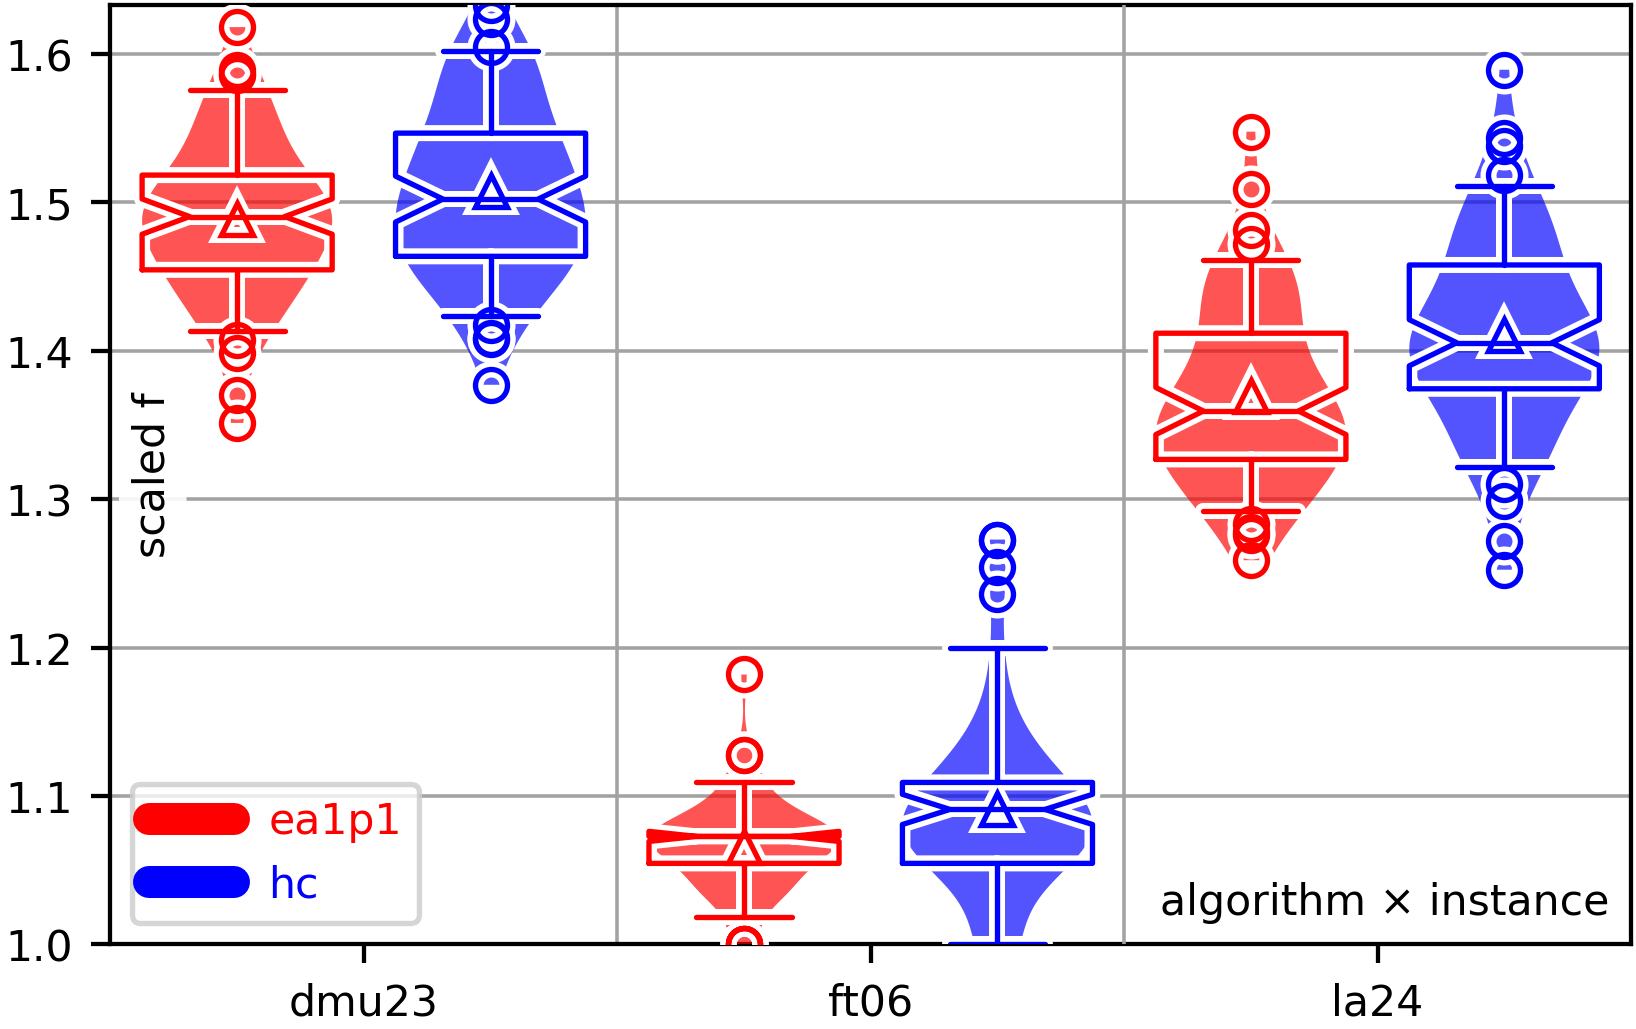 1.6
1.5
1.4
1.3
1.2
1.1
1.0
scaled f
ea1p1
hc
algorithm × instance
dmu23
ft06
la24